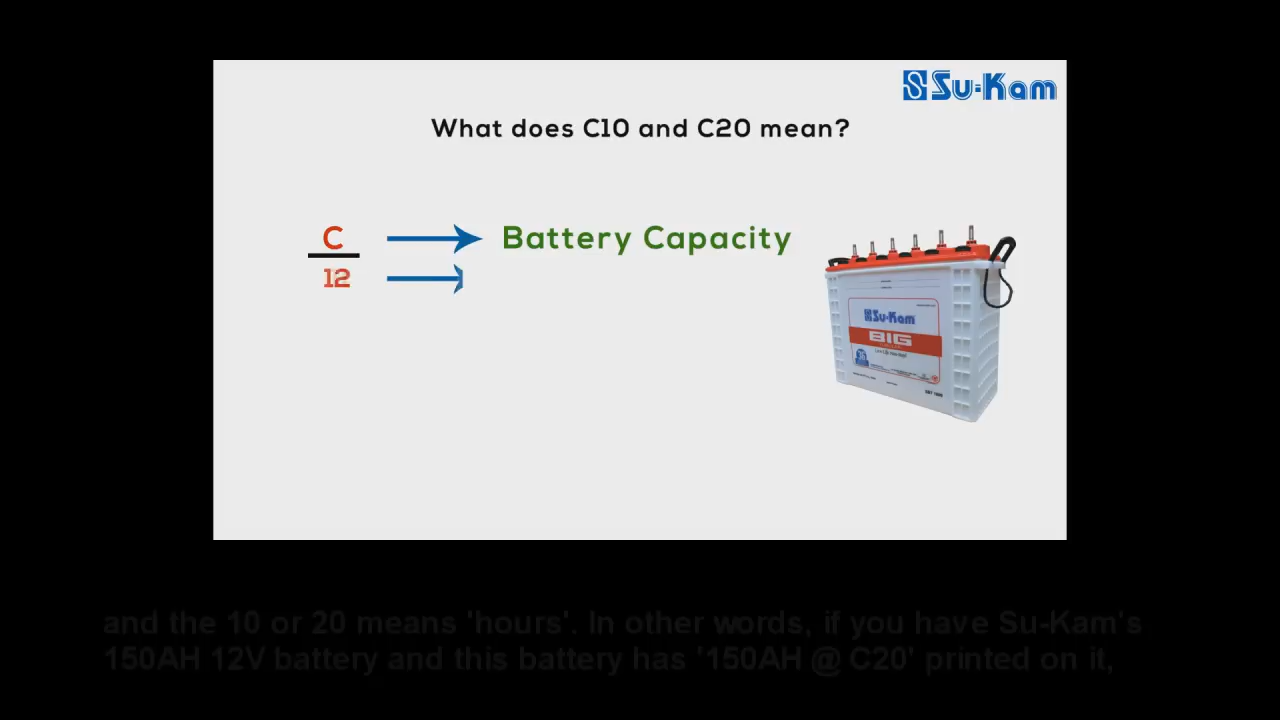 Su-Kam
What does C10 and C20 mean?
C
Battery Capacity
12
Su-Kam
BIG
and the 10 or 20 means 'hours'. In other words, if you have Su-Kam's
150AH 12V battery and this battery has '150AH @ C20' printed on it,